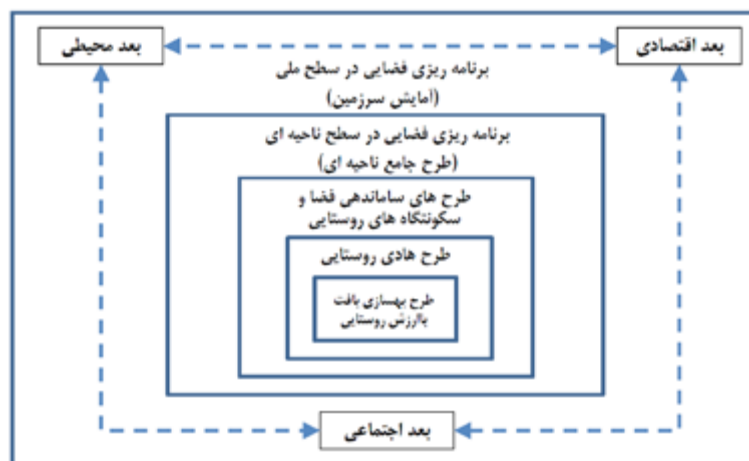 بعد اقتصادی
بعد محیطی
برنامه ریزی فضایی در سطح ملی
(آمایش سرزمین)
برنامه ریزی فضایی در سطح ناحیه ای
(طرح جامع ناحیه ای)
طرح های ساماندهی فضا و
سکونتگاه های روستایی
طرح هادی روستایی
طرح بهسازی بافت
باارزش روستایی
بعد اجتماعی